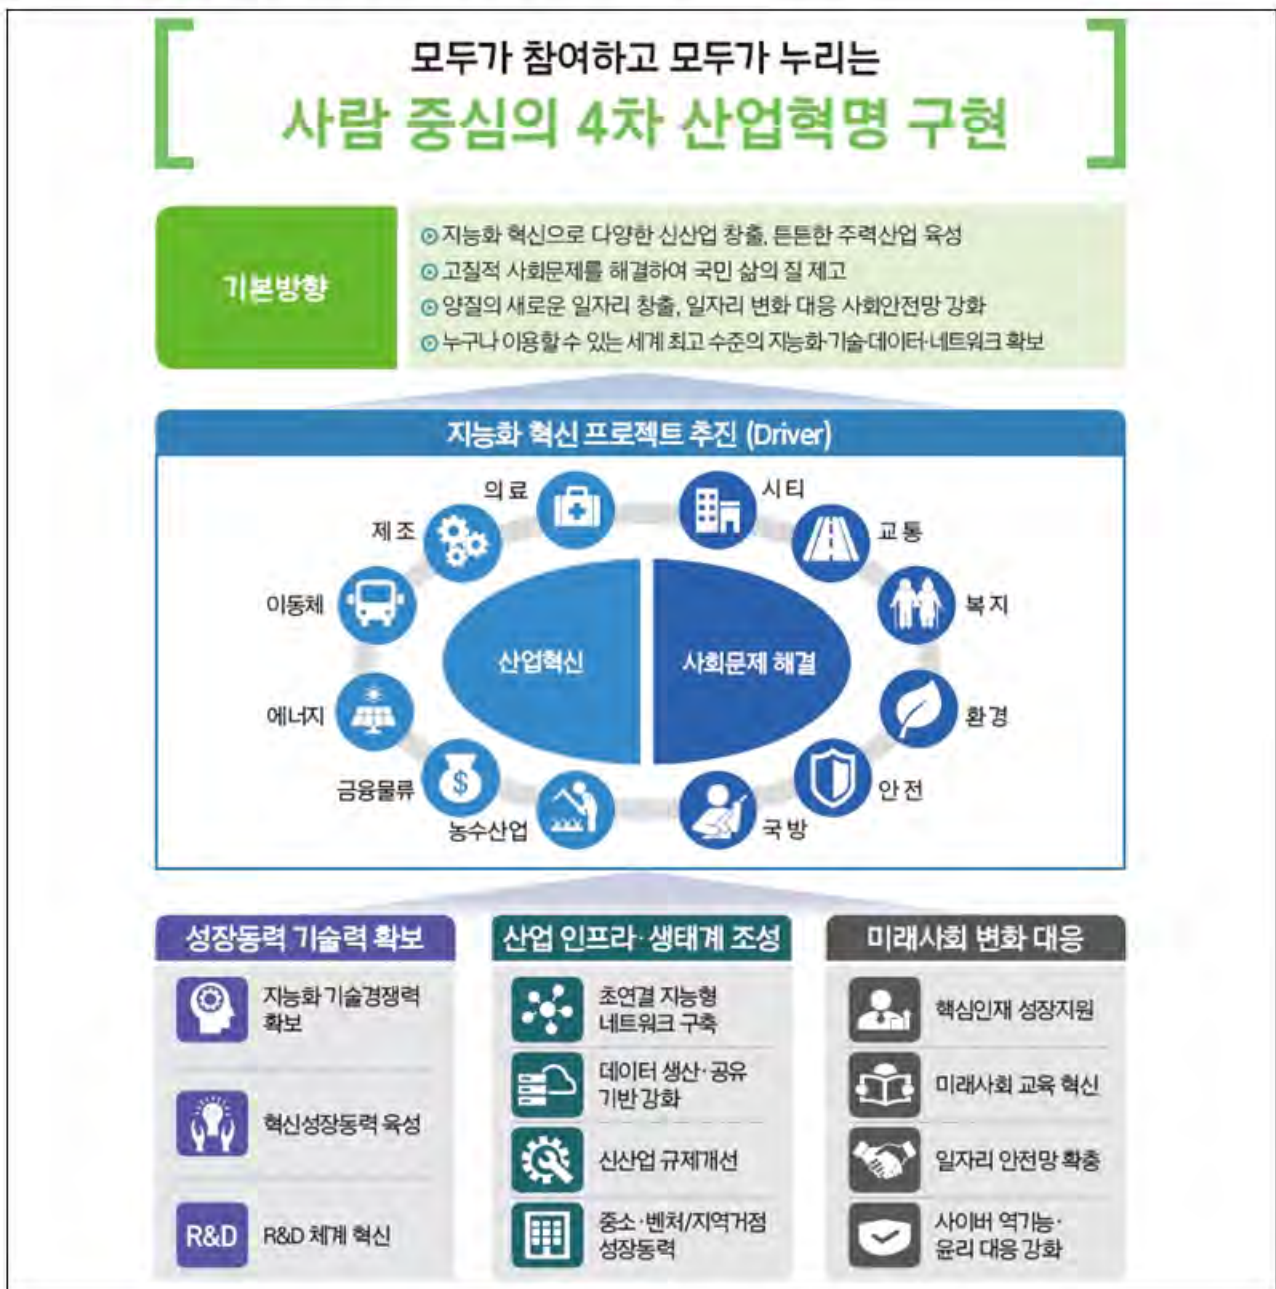 모두가 참여하고 모두가 누리는
사람 중심의 4차 산업혁명 구현
기본방향
⊙ 지능화 혁신으로 다양한 신산업 창출, 튼튼한 주력산업 육성
⊙ 고질적 사회문제를 해결하여 국민 삶의 질 제고
⊙ 양질의 새로운 일자리 창출, 일자리 변화 대응 사회안전망 강화
⊙ 누구나 이용할 수 있는 세계 최고 수준의 지능화·기술·데이터·네트워크 확보
지능화 혁신 프로젝트 추진 (Driver)
의료
제조
이동체
에너지
금융물류
농수산업
산업혁신
사회문제 해결
시티
교통
복지
환경
안전
국방
성장동력 기술력 확보
지능화 기술경쟁력
확보
혁신성장동력 육성
R&D
R&D 체계 혁신
산업 인프라·생태계 조성
초연결 지능형
네트워크 구축
데이터 생산·공유
기반 강화
신산업 규제개선
중소·벤처/지역거점
성장동력
미래사회 변화 대응
핵심인재 성장지원
미래사회 교육 혁신
일자리 안전망 확충
사이버 역기능·
윤리 대응 강화